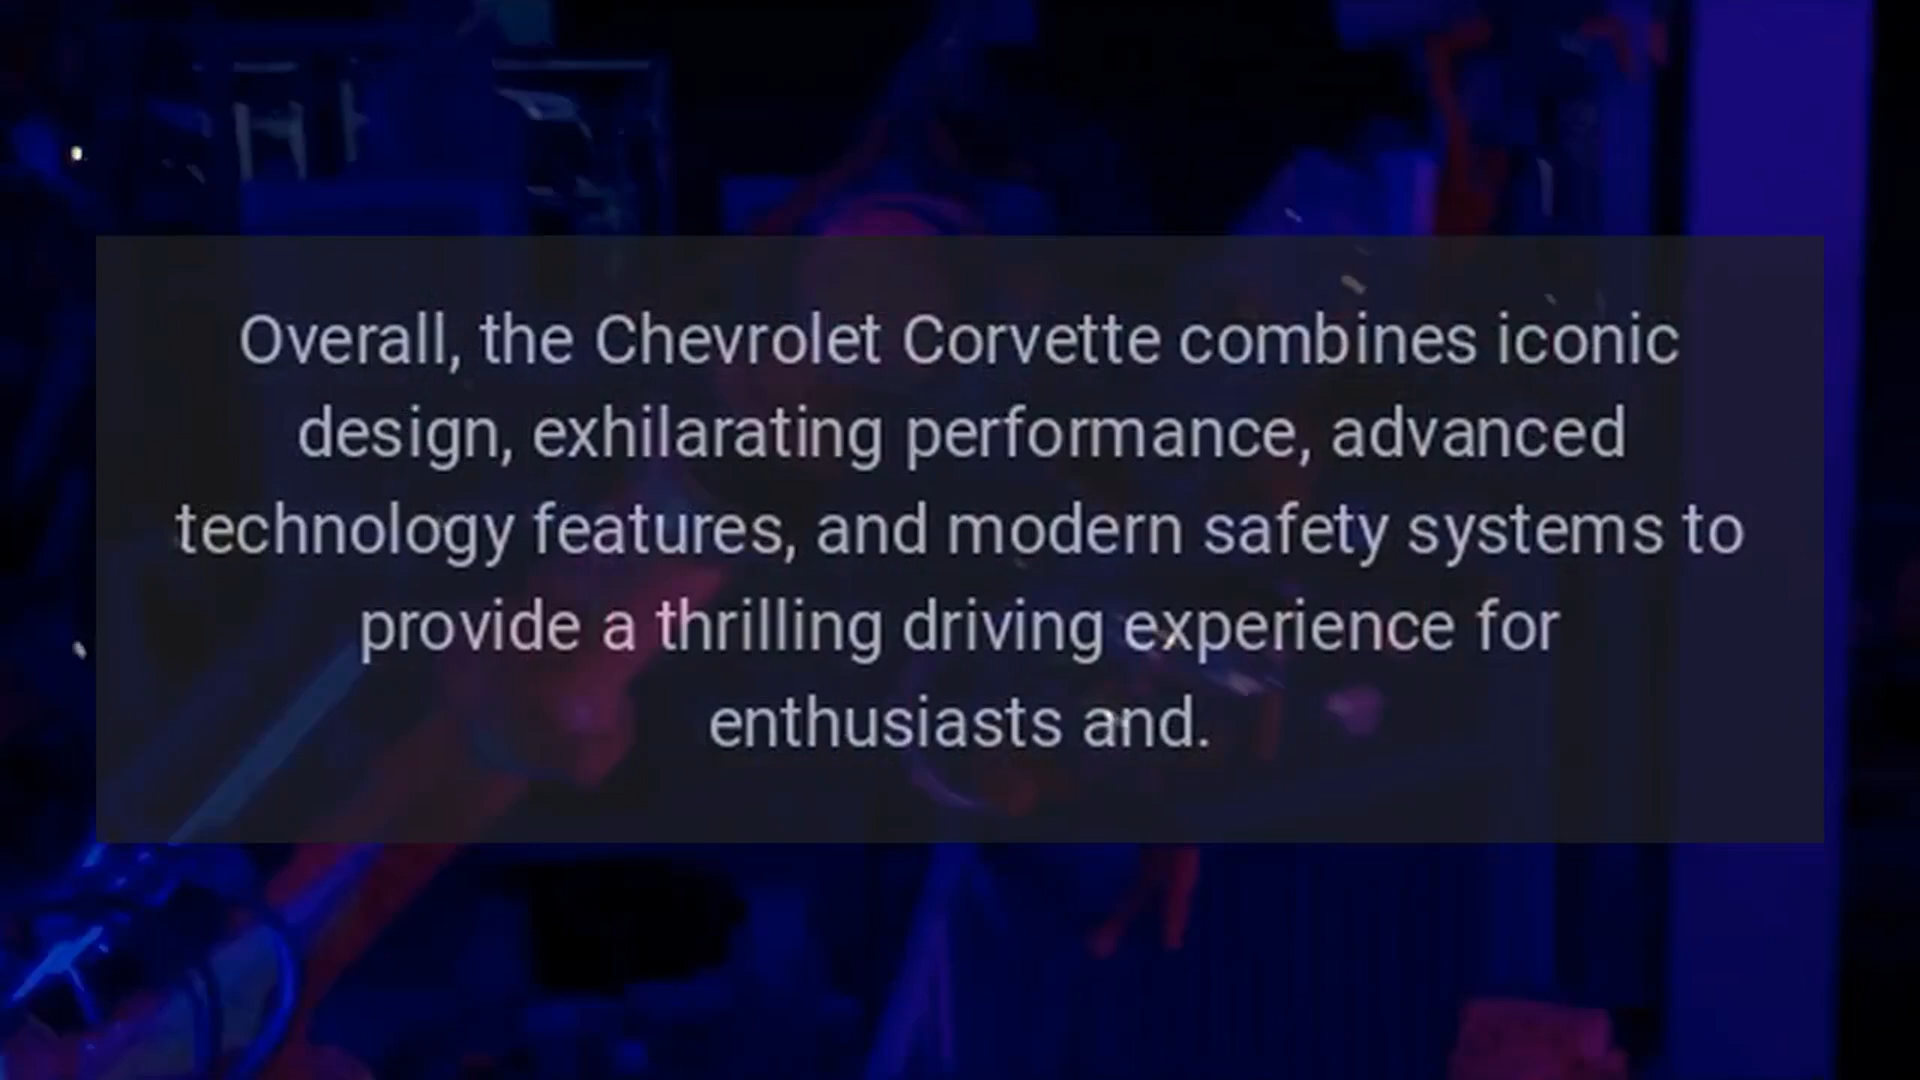 Overall, the Chevrolet Corvette combines iconic
design, exhilarating performance, advanced
technology features, and modern safety systems to
provide a thrilling driving experience for
enthusiasts and.